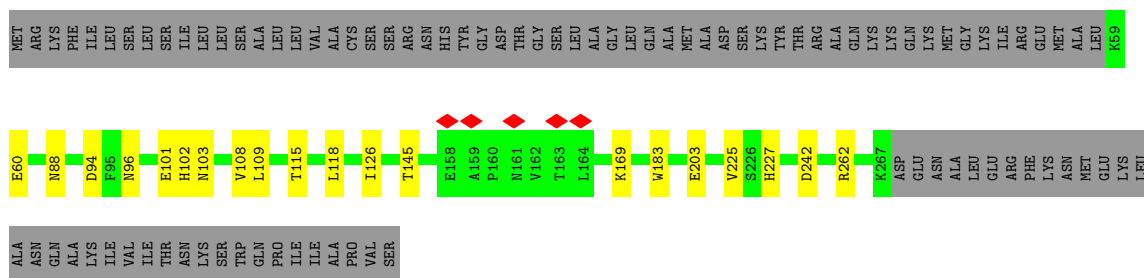 MET ARG LYS PHE ILE LEU SER LEU SER ILE LEU LEU SER ALA LEU LEU VAL ALA CYS SER SER ARG ASN HIS TYR GLY ASP THR GLY SER LEU ALA GLY LEU GLN ALA MET ALA ASP SER LYS TYR THR ARG ALA GLN LYS LYS GLN LYS MET GLY LYS ILE ARG GLU MET ALA LEU K59
E60 N88 D94 F95 N96 E101 H102 N103 V108 L109 T115 L118 I126 T145 E158 A159 P160 N161 V162 T163 L164 K169 W183 E203 V225 S226 H227 D242 R262 K267 ASP GLU ASN ALA LEU GLU ARG PHE LYS ASN MET GLU LYS LEU
ALA ASN GLN ALA LYS ILE VAL ILE THR ASN LYS SER TRP GLN PRO ILE ILE ALA PRO VAL SER